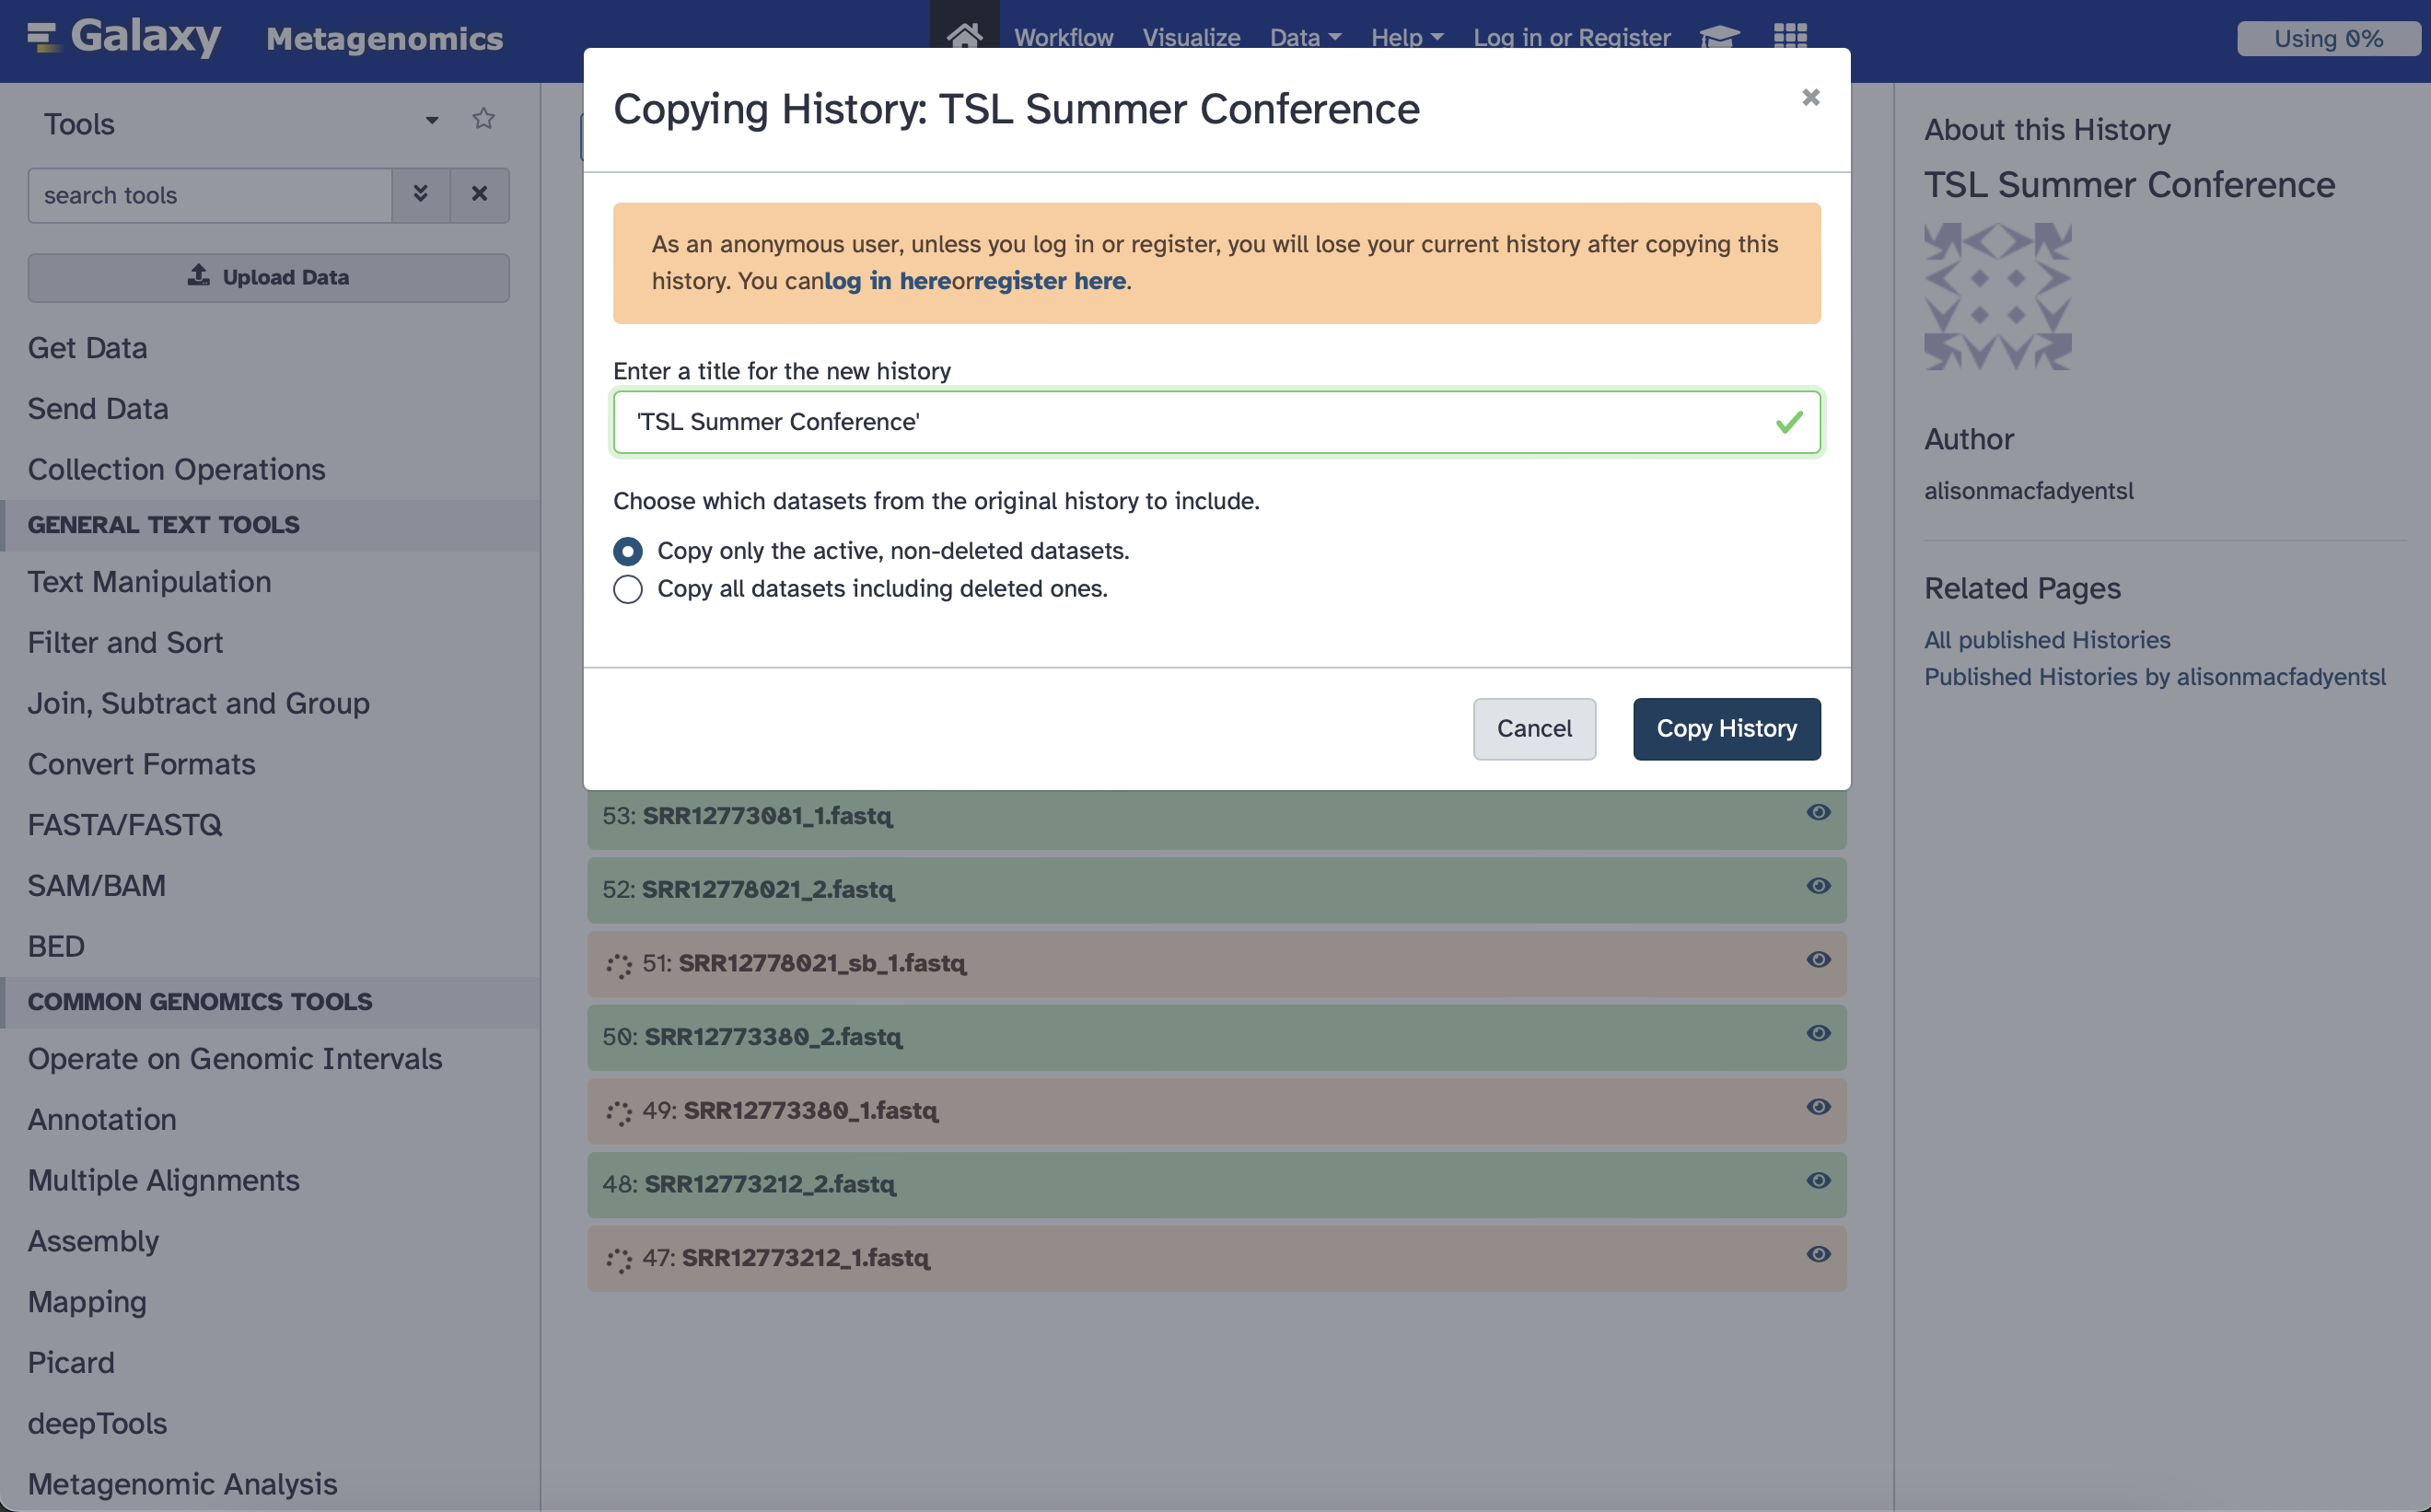 Galaxy Metagenomics
Workflow Visualize Data Help Log in or Register
Using 0%
Tools
search tools
Upload Data
Get Data
Send Data
Collection Operations
GENERAL TEXT TOOLS
Text Manipulation
Filter and Sort
Join, Subtract and Group
Convert Formats
FASTA/FASTQ
SAM/BAM
BED
COMMON GENOMICS TOOLS
Operate on Genomic Intervals
Annotation
Multiple Alignments
Assembly
Mapping
Picard
deepTools
Metagenomic Analysis
Copying History: TSL Summer Conference
As an anonymous user, unless you log in or register, you will lose your current history after copying this
history. You canlog in hereorregister here.
Enter a title for the new history
'TSL Summer Conference'
Choose which datasets from the original history to include.
Copy only the active, non-deleted datasets.
Copy all datasets including deleted ones.
Cancel
Copy History
53: SRR12773081_1.fastq
52: SRR12778021_2.fastq
51: SRR12778021_sb_1.fastq
50: SRR12773380_2.fastq
49: SRR12773380_1.fastq
48: SRR12773212_2.fastq
47: SRR12773212_1.fastq
About this History
TSL Summer Conference
Author
alisonmacfadyentsl
Related Pages
All published Histories
Published Histories by alisonmacfadyentsl